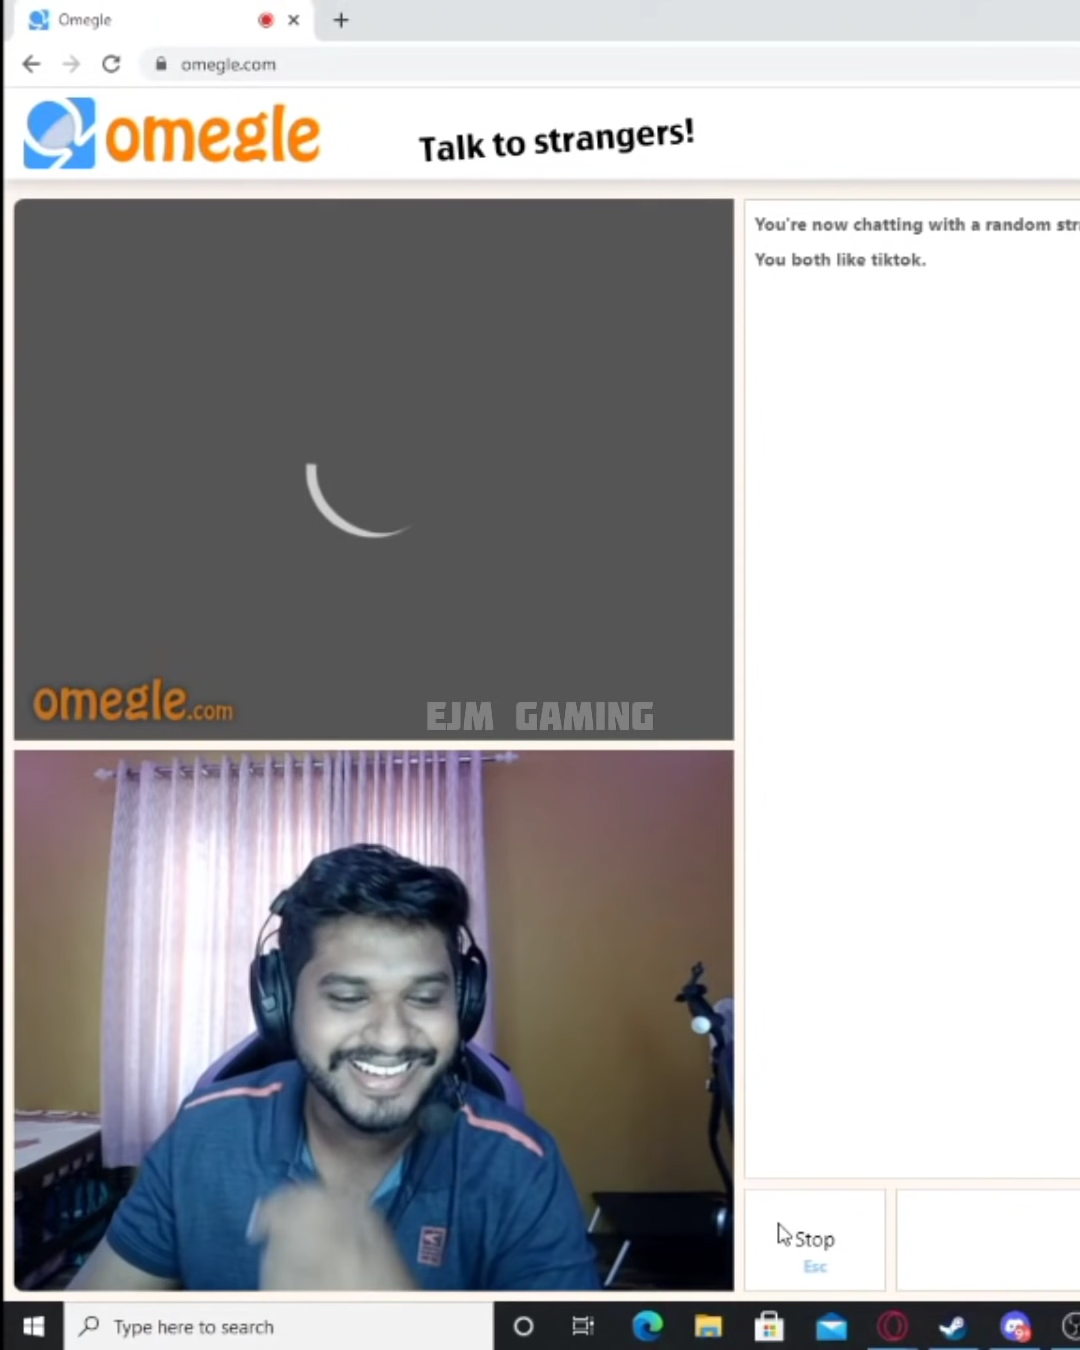 Omegle
omegle.com
omegle
Talk to strangers!
You're now chatting with a random
You both like tiktok.
omegle.com
EJM GAMING
Stop
Esc
Type here to search
9+